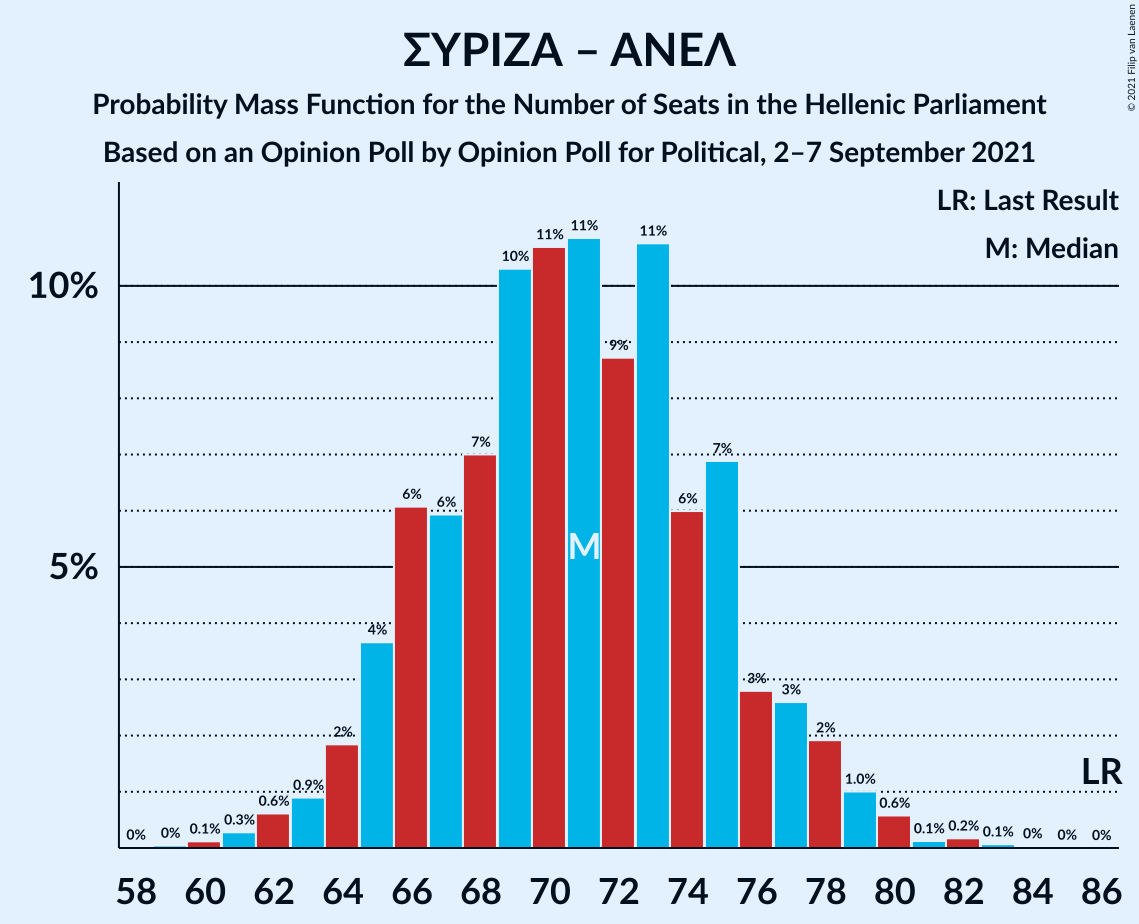 ΣΥΡΙΖΑ – ΑΝΕΛ
Probability Mass Function for the Number of Seats in the Hellenic Parliament
Based on an Opinion Poll by Opinion Poll for Political, 2–7 September 2021
© 2021 Filip van Laenen
LR: Last Result
M: Median
10%
5%
0% 0% 0.1% 0.3% 0.6% 0.9% 2% 4% 6% 6% 7% 10% 11% 11% 9% 11% 6% 7% 3% 3% 2% 1.0% 0.6% 0.1% 0.2% 0.1% 0% 0% 0%
M
LR
58 60 62 64 66 68 70 72 74 76 78 80 82 84 86